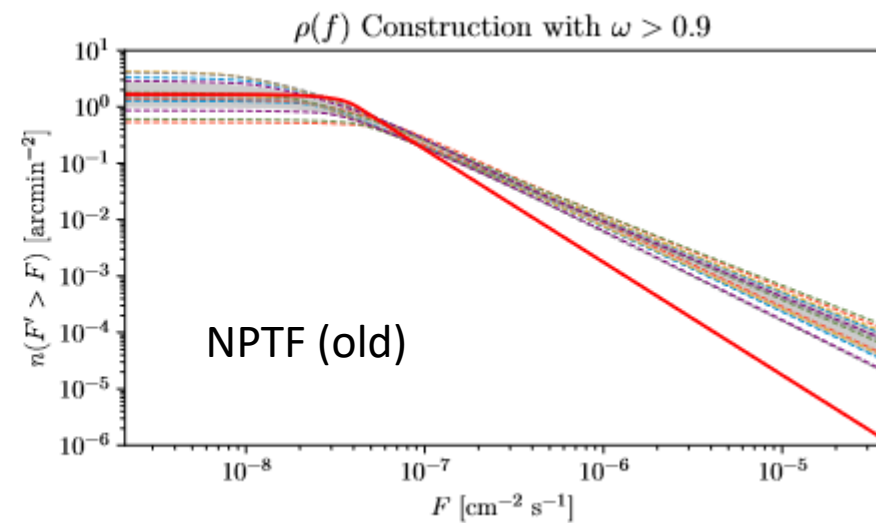 ρ(f) Construction with ω > 0.9
10¹
10⁰
10⁻¹
10⁻²
10⁻³
10⁻⁴
10⁻⁵
10⁻⁶
n(F′ > F) [arcmin⁻²]
NPTF (old)
10⁻⁸ 10⁻⁷ 10⁻⁶ 10⁻⁵
F [cm⁻² s⁻¹]